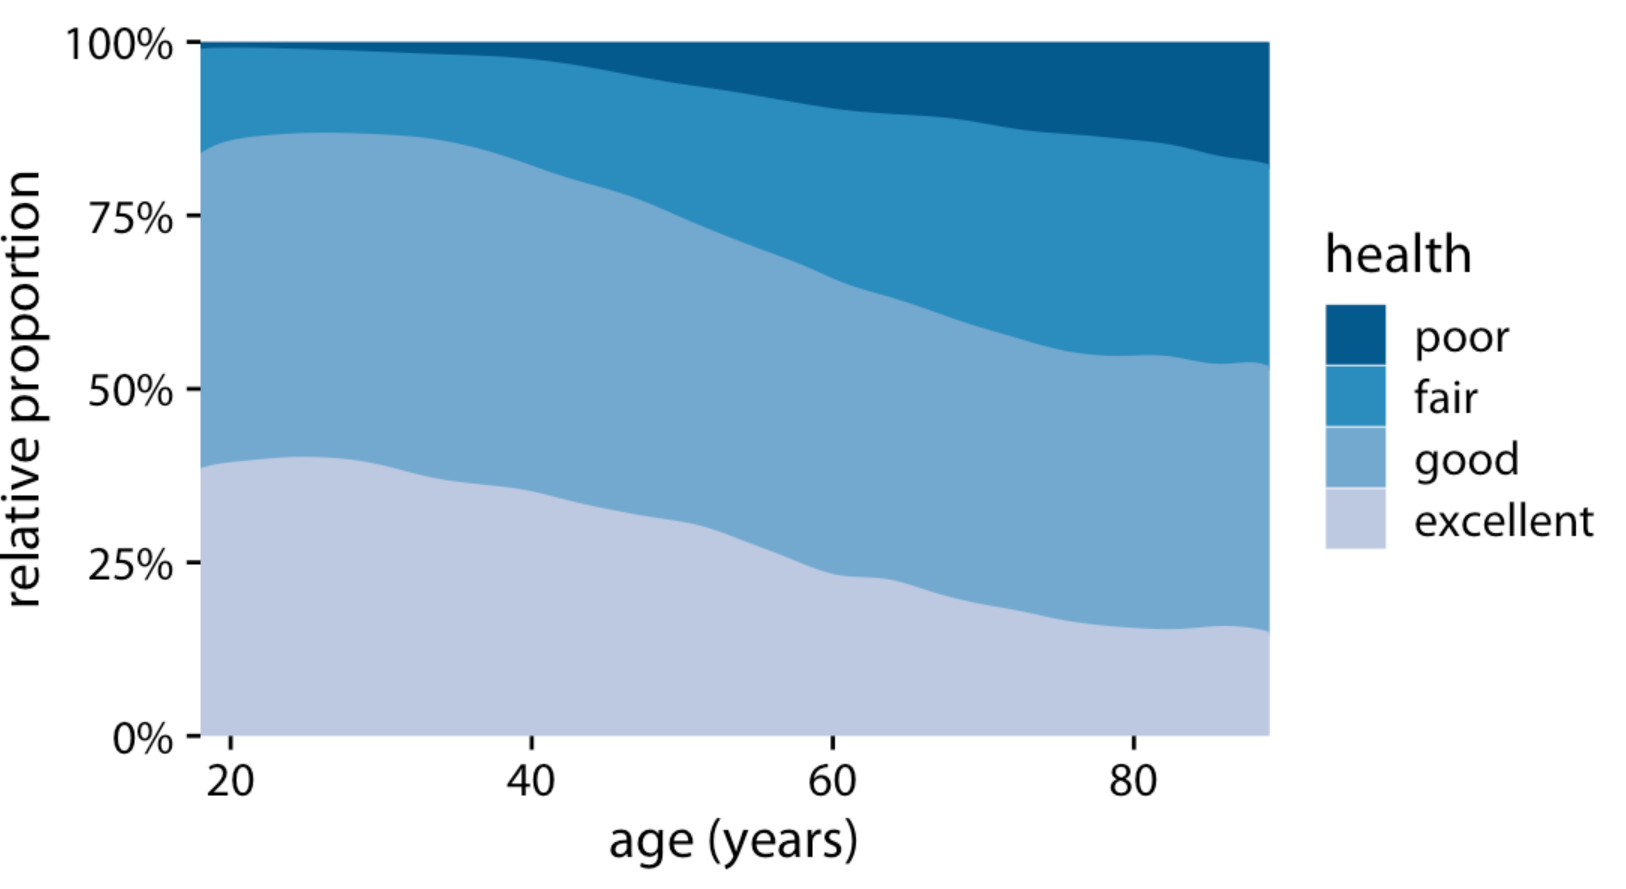 100%
75%
50%
25%
0%
relative proportion
20 40 60 80
age (years)
health
poor
fair
good
excellent